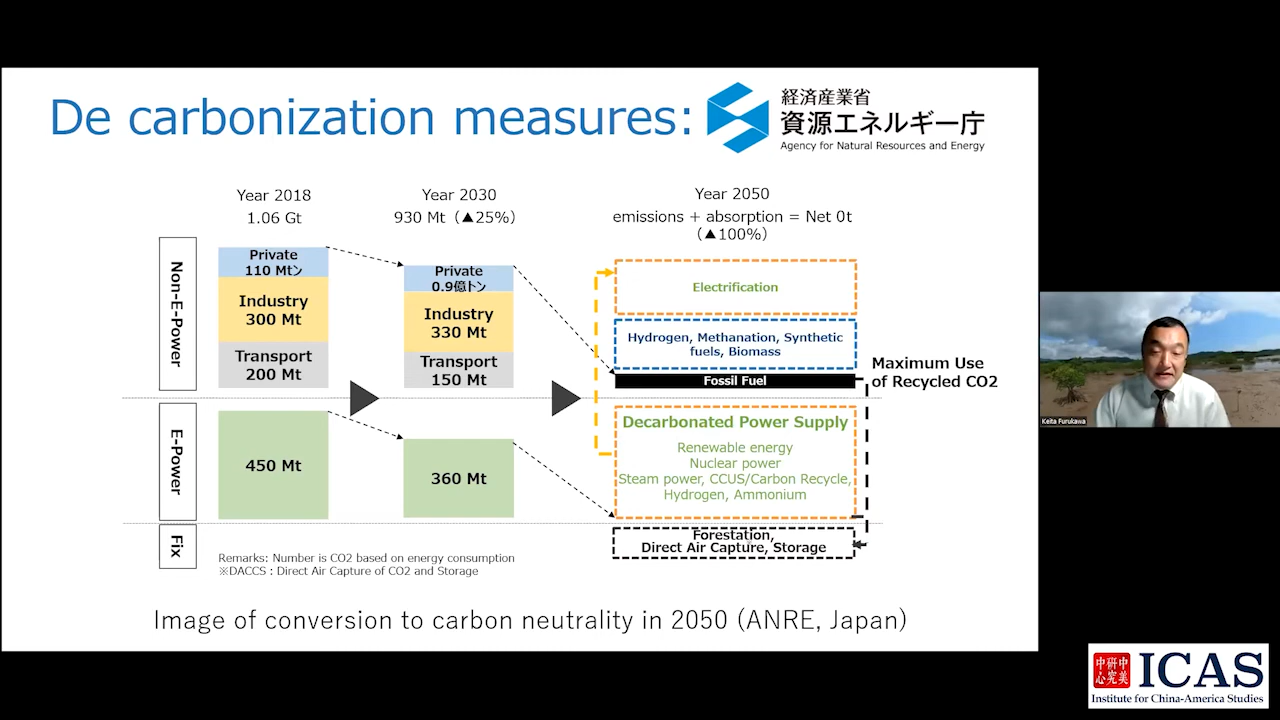 De carbonization measures:
経済産業省
資源エネルギー庁
Agency for Natural Resources and Energy
Year 2018
1.06 Gt
Year 2030
930 Mt（▲25%）
Year 2050
emissions + absorption = Net 0t
（▲100%）
Non-E-Power
Private
110 Mtン
Industry
300 Mt
Transport
200 Mt
Private
0.9億トン
Industry
330 Mt
Transport
150 Mt
Electrification
Hydrogen, Methanation, Synthetic
fuels, Biomass
Fossil Fuel
Maximum Use
of Recycled CO2
E-Power
450 Mt
360 Mt
Decarbonated Power Supply
Renewable energy
Nuclear power
Steam power, CCUS/Carbon Recycle,
Hydrogen, Ammonium
Fix
Forestation,
Direct Air Capture, Storage
Remarks: Number is CO2 based on energy consumption
※DACCS : Direct Air Capture of CO2 and Storage
Image of conversion to carbon neutrality in 2050 (ANRE, Japan)
Keita Furukawa
中研中
心究美
ICAS
Institute for China-America Studies